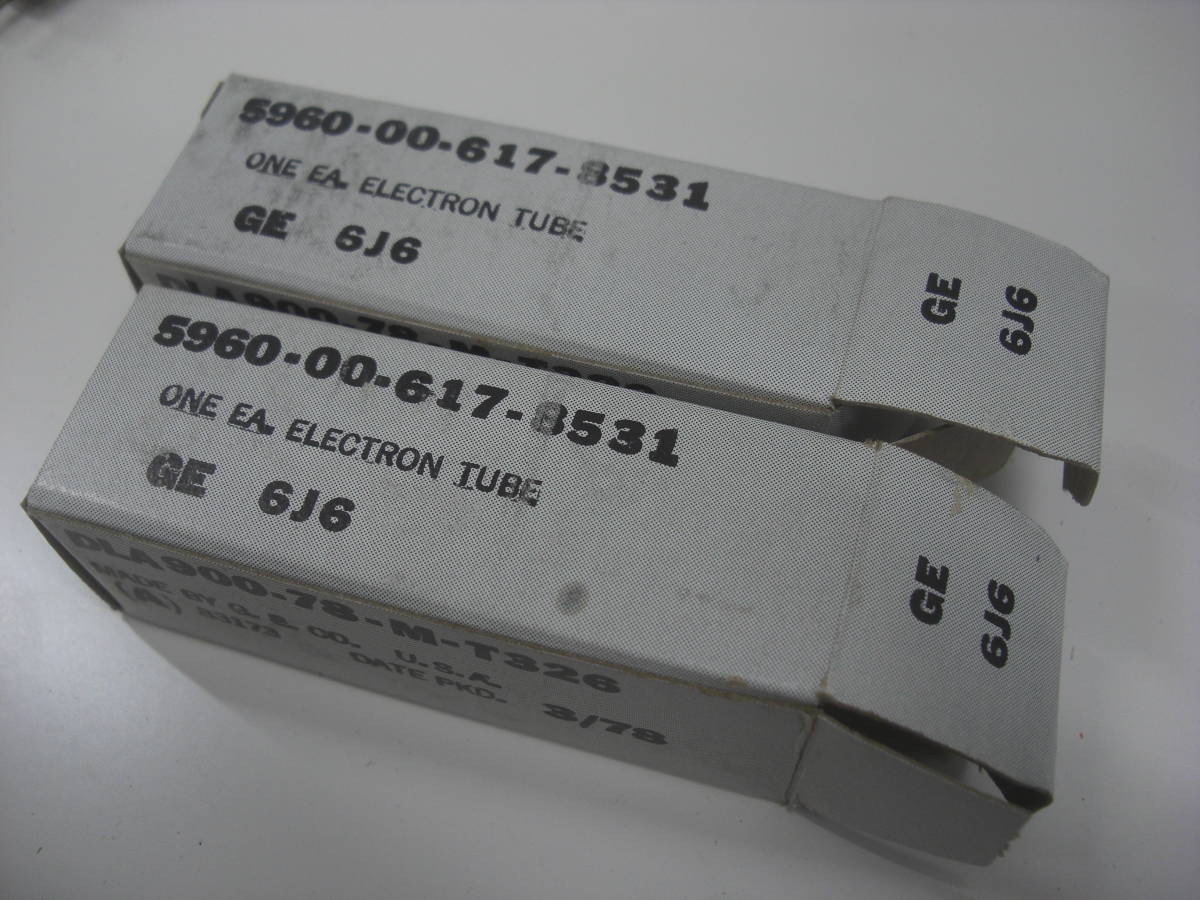 5960-00-617-8531
ONE EA. ELECTRON TUBE
GE 6J6
GE 6J6
5960-00-617-8531
ONE EA. ELECTRON TUBE
GE 6J6
GE 6J6
DLA900-78-M-T326
MADE BY G. E. CO. U.S.A.
(A) DATE PKD. 3/78